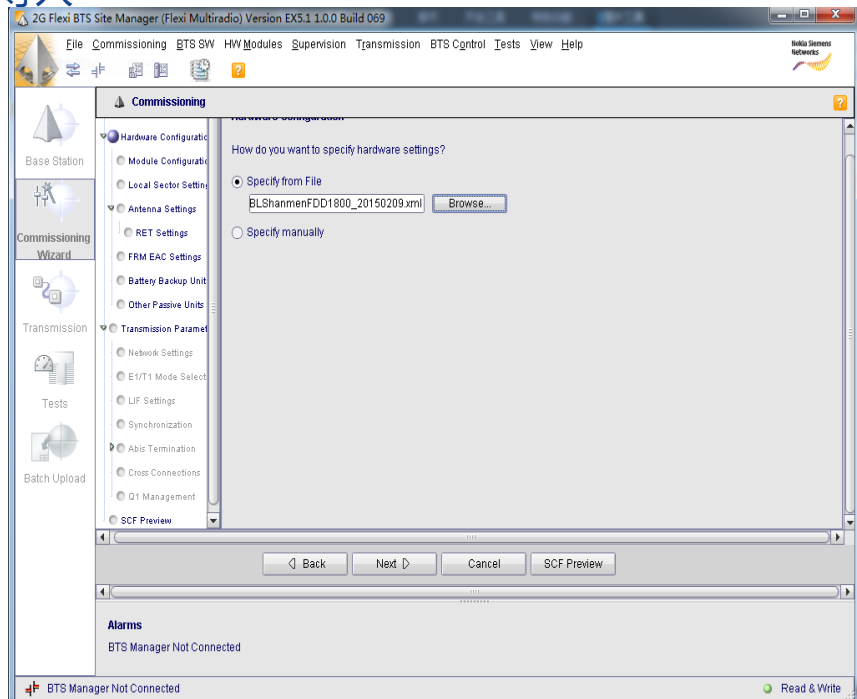 2G Flexi BTS Site Manager (Flexi Multiradio) Version EX5.1 1.0.0 Build 069
File Commissioning BTS SW HW Modules Supervision Transmission BTS Control Tests View Help
Nokia Siemens
Networks
Commissioning
Base Station
Commissioning
Wizard
Transmission
Tests
Batch Upload
Hardware Configuratio
Module Configuratio
Local Sector Setting
Antenna Settings
RET Settings
FRM EAC Settings
Battery Backup Unit
Other Passive Units
Transmission Paramet
Network Settings
E1/T1 Mode Select
LIF Settings
Synchronization
Abis Termination
Cross Connections
Q1 Management
SCF Preview
Hardware Configuration
How do you want to specify hardware settings?
Specify from File
BLShanmenFDD1800_20150209.xml Browse...
Specify manually
Back Next Cancel SCF Preview
Alarms
BTS Manager Not Connected
BTS Manager Not Connected Read & Write